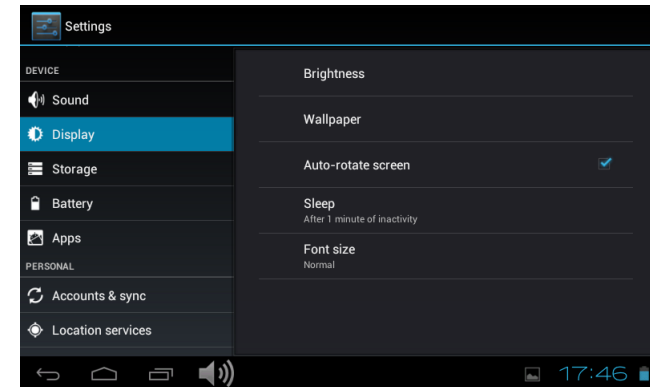 Settings
DEVICE
Sound
Display
Storage
Battery
Apps
PERSONAL
Accounts & sync
Location services
Brightness
Wallpaper
Auto-rotate screen
Sleep
After 1 minute of inactivity
Font size
Normal
17:46